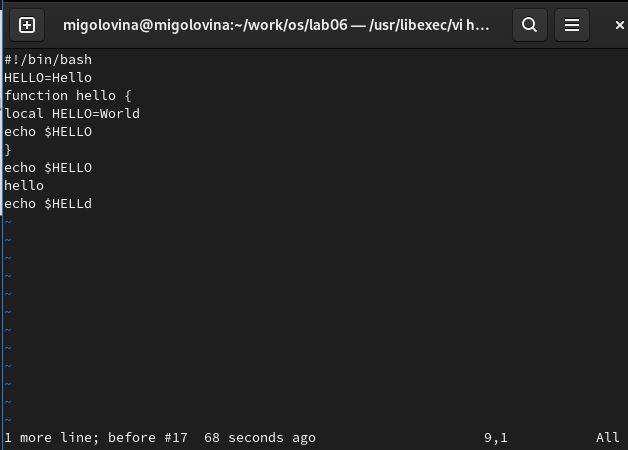 migolovina@migolovina:~/work/os/lab06 — /usr/libexec/vi h...
#!/bin/bash
HELLO=Hello
function hello {
local HELLO=World
echo $HELLO
}
echo $HELLO
hello
echo $HELLd
~
~
~
~
~
~
~
~
~
~
~
~
1 more line; before #17  68 seconds ago 9,1 All